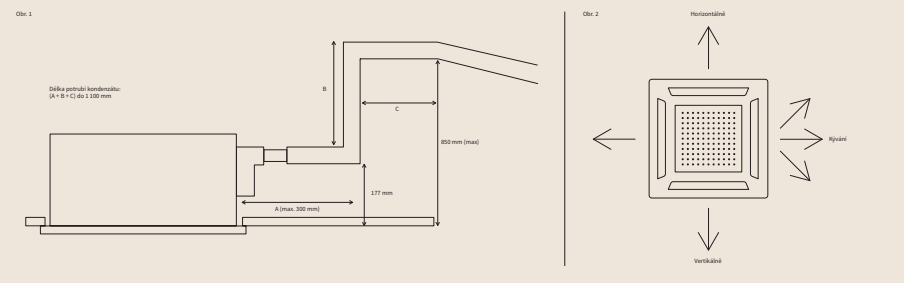 Obr. 1
Délka potrubí kondenzátu:
(A + B + C) do 1 100 mm
B
C
850 mm (max)
177 mm
A (max. 300 mm)
Obr. 2
Horizontálně
Kývání
Vertikálně